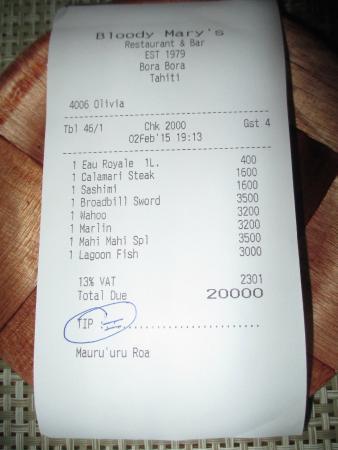 Bloody Mary's
Restaurant & Bar
EST 1979
Bora Bora
Tahiti
4006 Olivia
Tbl 46/1 Chk 2000 Gst 4
02Feb'15 19:13
1 Eau Royale 1L. 400
1 Calamari Steak 1600
1 Sashimi 1600
1 Broadbill Sword 3500
1 Wahoo 3200
1 Marlin 3200
1 Mahi Mahi Spl 3500
1 Lagoon Fish 3000
13% VAT 2301
Total Due 20000
TIP :....................
Mauru'uru Roa